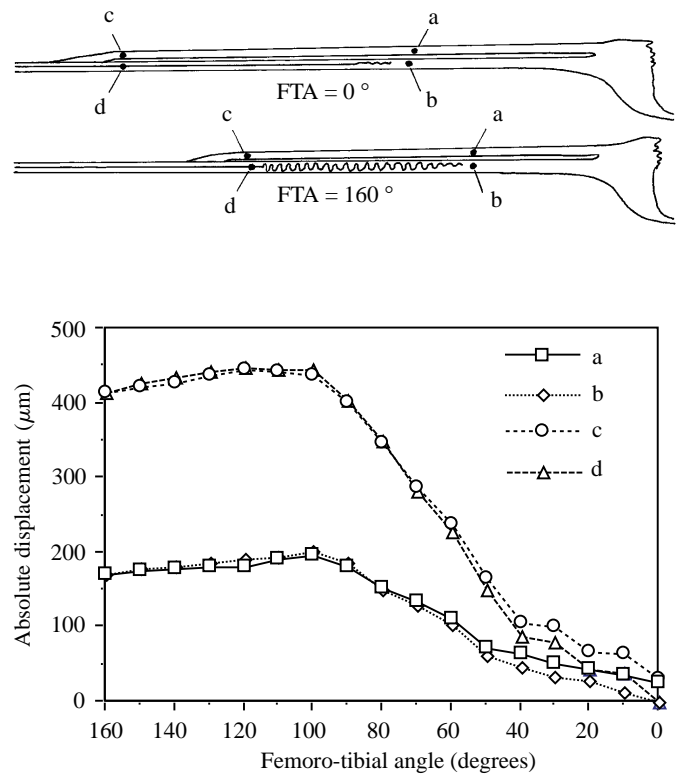 c
a
d
FTA = 0 °
b
c
a
d
FTA = 160 °
b
500
400
300
200
100
0
Absolute displacement (μm)
160 140 120 100 80 60 40 20 0
Femoro-tibial angle (degrees)
a
b
c
d